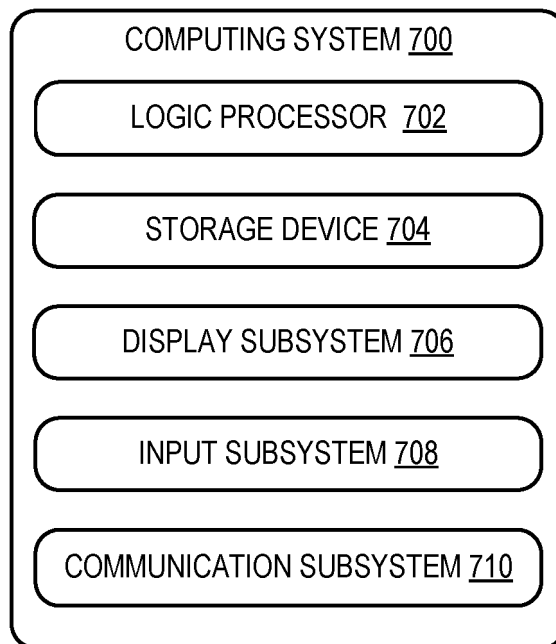 COMPUTING SYSTEM 700
LOGIC PROCESSOR 702
STORAGE DEVICE 704
DISPLAY SUBSYSTEM 706
INPUT SUBSYSTEM 708
COMMUNICATION SUBSYSTEM 710